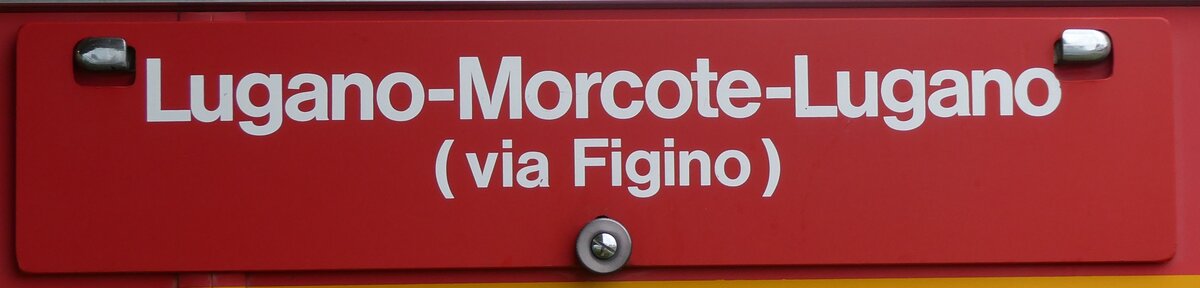 Lugano-Morcote-Lugano
( via Figino )